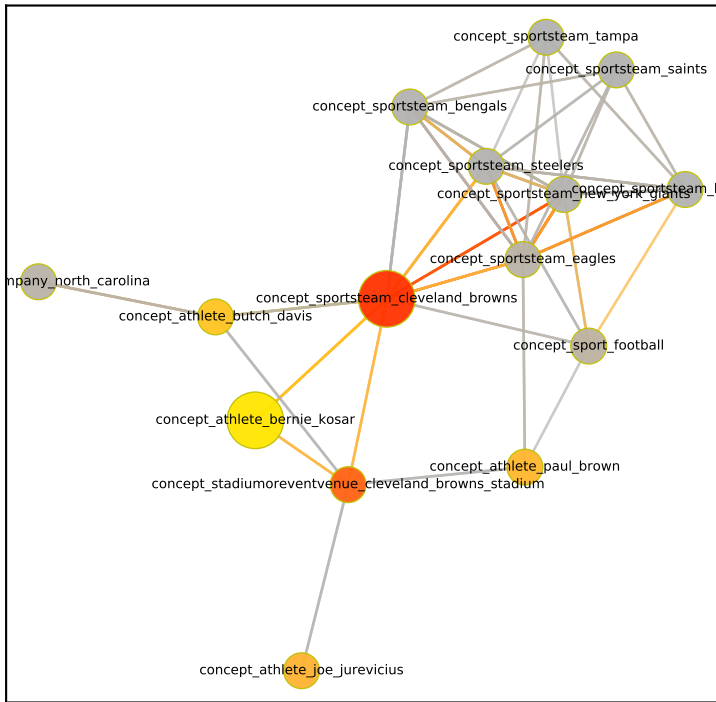 concept_sportsteam_tampa
concept_sportsteam_saints
concept_sportsteam_bengals
concept_sportsteam_steelers
concept_sportsteam_new_york_giants
concept_sportsteam_eagles
mpany_north_carolina
concept_sportsteam_cleveland_browns
concept_athlete_butch_davis
concept_sport_football
concept_athlete_bernie_kosar
concept_athlete_paul_brown
concept_stadiumoreventvenue_cleveland_browns_stadium
concept_athlete_joe_jurevicius